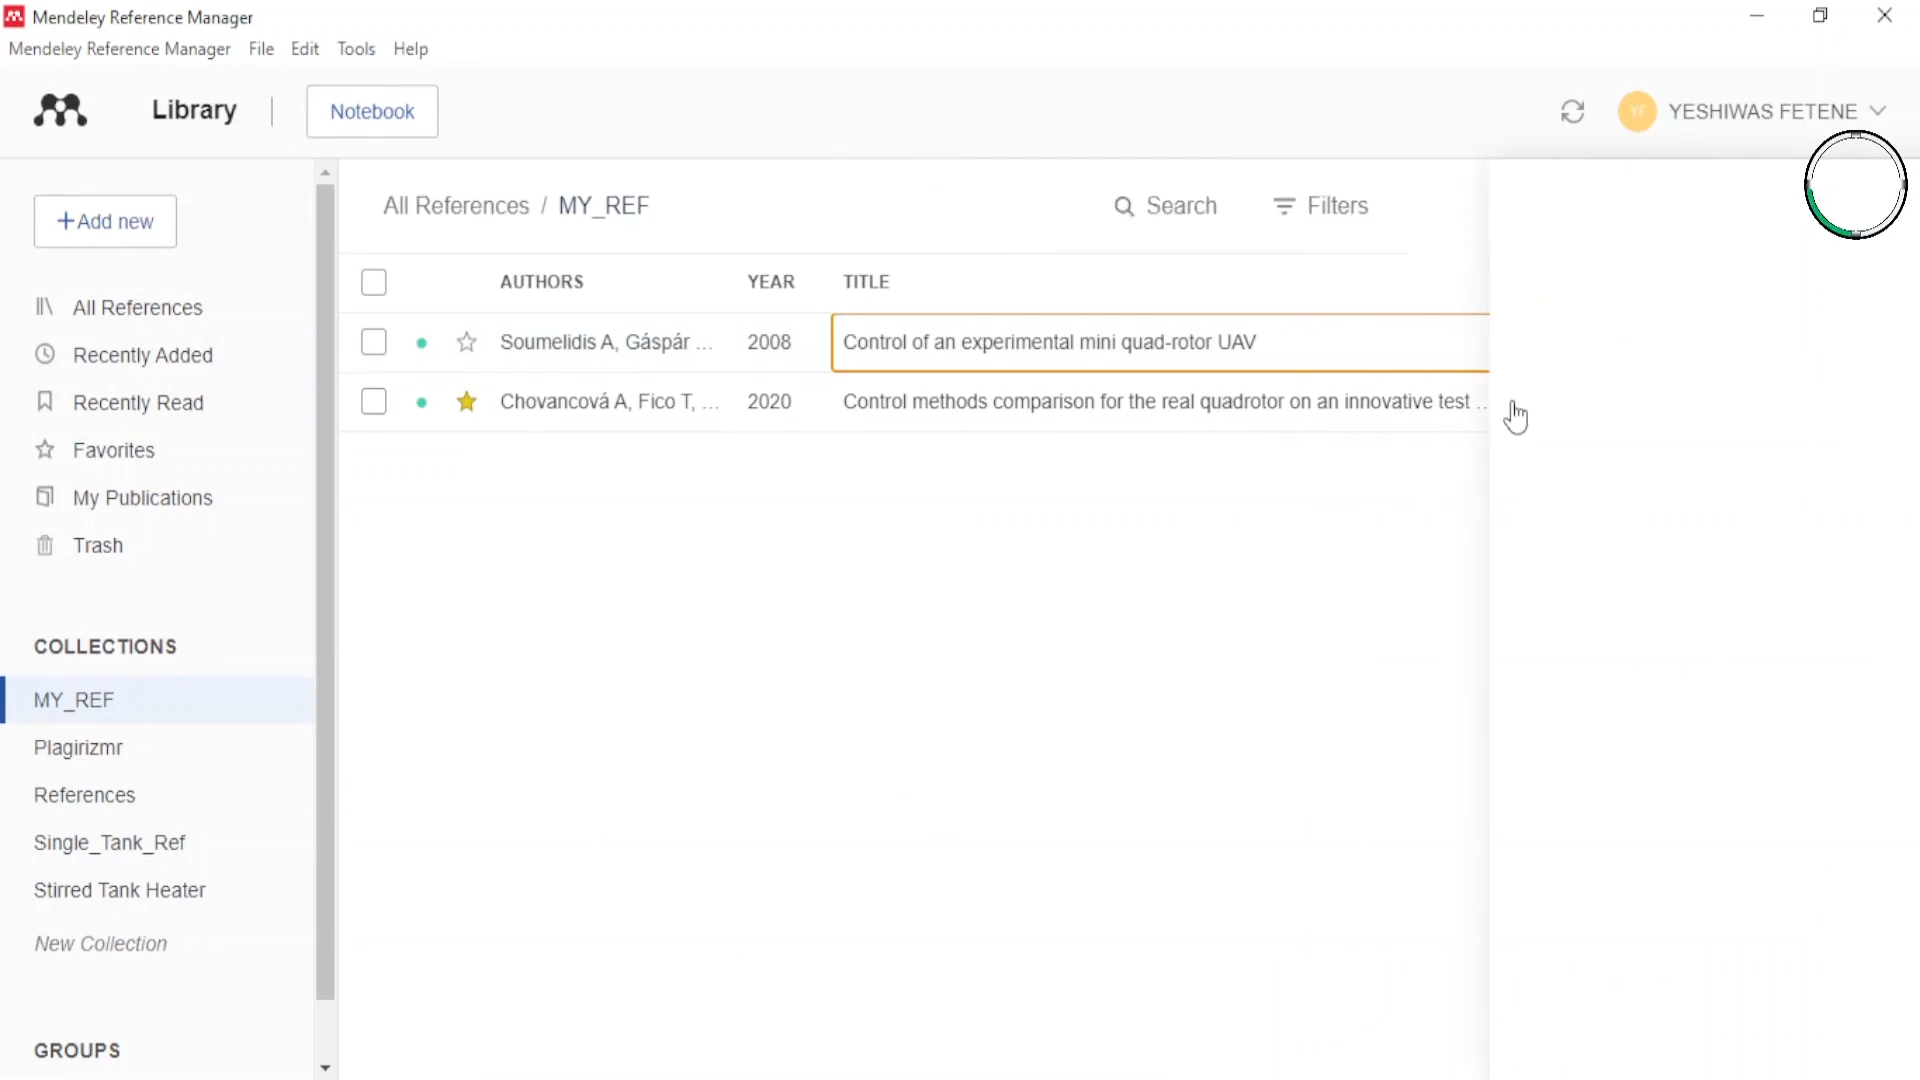 Mendeley Reference Manager
Mendeley Reference Manager File Edit Tools Help
Library Notebook YF YESHIWAS FETENE
+Add new
All References / MY_REF Search Filters
AUTHORS YEAR TITLE
Soumelidis A, Gáspár ... 2008 Control of an experimental mini quad-rotor UAV
Chovancová A, Fico T, ... 2020 Control methods comparison for the real quadrotor on an innovative test ...
All References
Recently Added
Recently Read
Favorites
My Publications
Trash
COLLECTIONS
MY_REF
Plagirizmr
References
Single_Tank_Ref
Stirred Tank Heater
New Collection
GROUPS